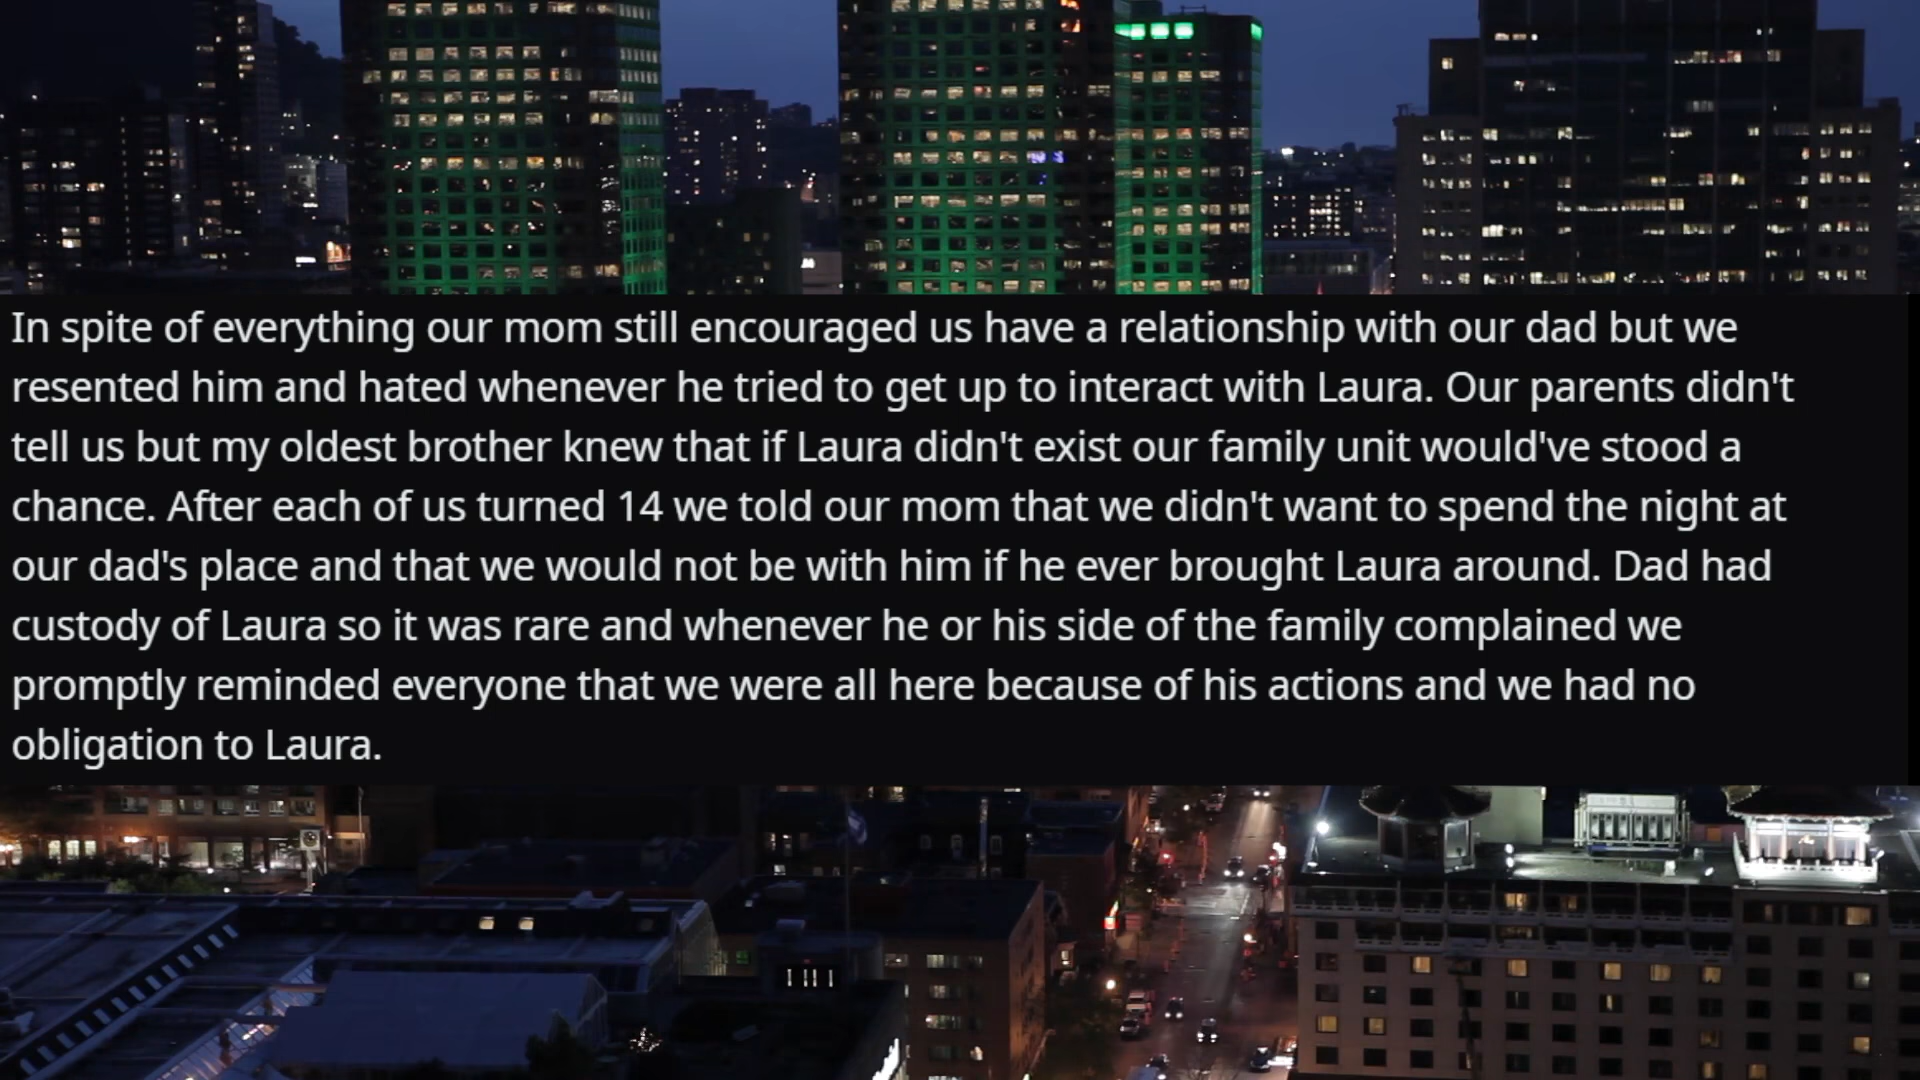 In spite of everything our mom still encouraged us have a relationship with our dad but we
resented him and hated whenever he tried to get up to interact with Laura. Our parents didn't
tell us but my oldest brother knew that if Laura didn't exist our family unit would've stood a
chance. After each of us turned 14 we told our mom that we didn't want to spend the night at
our dad's place and that we would not be with him if he ever brought Laura around. Dad had
custody of Laura so it was rare and whenever he or his side of the family complained we
promptly reminded everyone that we were all here because of his actions and we had no
obligation to Laura.